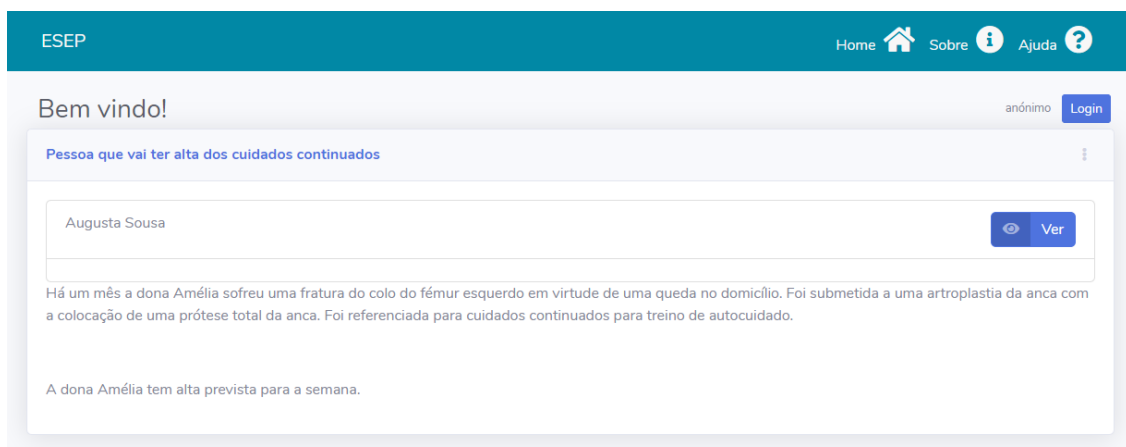 ESEP
Home Sobre Ajuda
Bem vindo!
anónimo Login
Pessoa que vai ter alta dos cuidados continuados
Augusta Sousa
Ver
Há um mês a dona Amélia sofreu uma fratura do colo do fémur esquerdo em virtude de uma queda no domicílio. Foi submetida a uma artroplastia da anca com
a colocação de uma prótese total da anca. Foi referenciada para cuidados continuados para treino de autocuidado.
A dona Amélia tem alta prevista para a semana.